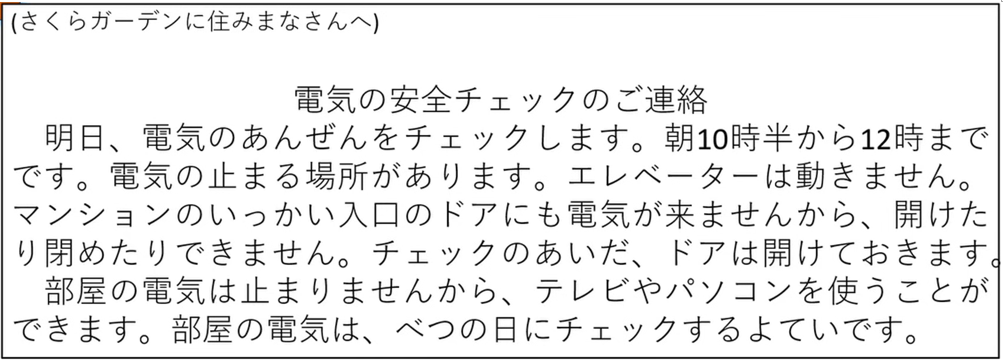 (さくらガーデンに住みまなさんへ)
電気の安全チェックのご連絡
明日、電気のあんぜんをチェックします。朝10時半から12時まで
です。電気の止まる場所があります。エレベーターは動きません。
マンションのいっかい入口のドアにも電気が来ませんから、開けた
り閉めたりできません。チェックのあいだ、ドアは開けておきます。
部屋の電気は止まりませんから、テレビやパソコンを使うことが
できます。部屋の電気は、べつの日にチェックするよていです。